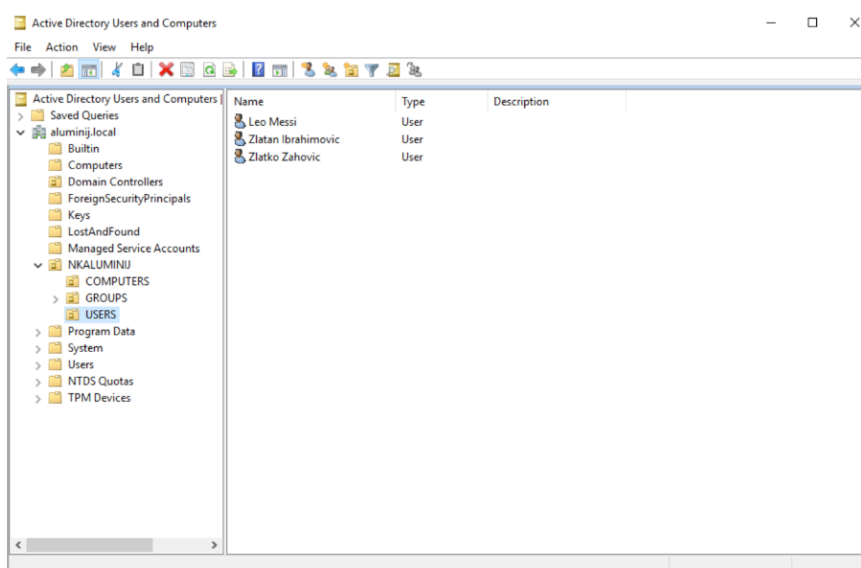 Active Directory Users and Computers
File Action View Help
Active Directory Users and Computers [
Saved Queries
aluminij.local
Builtin
Computers
Domain Controllers
ForeignSecurityPrincipals
Keys
LostAndFound
Managed Service Accounts
NKALUMINIJ
COMPUTERS
GROUPS
USERS
Program Data
System
Users
NTDS Quotas
TPM Devices
Name Type Description
Leo Messi User
Zlatan Ibrahimovic User
Zlatko Zahovic User